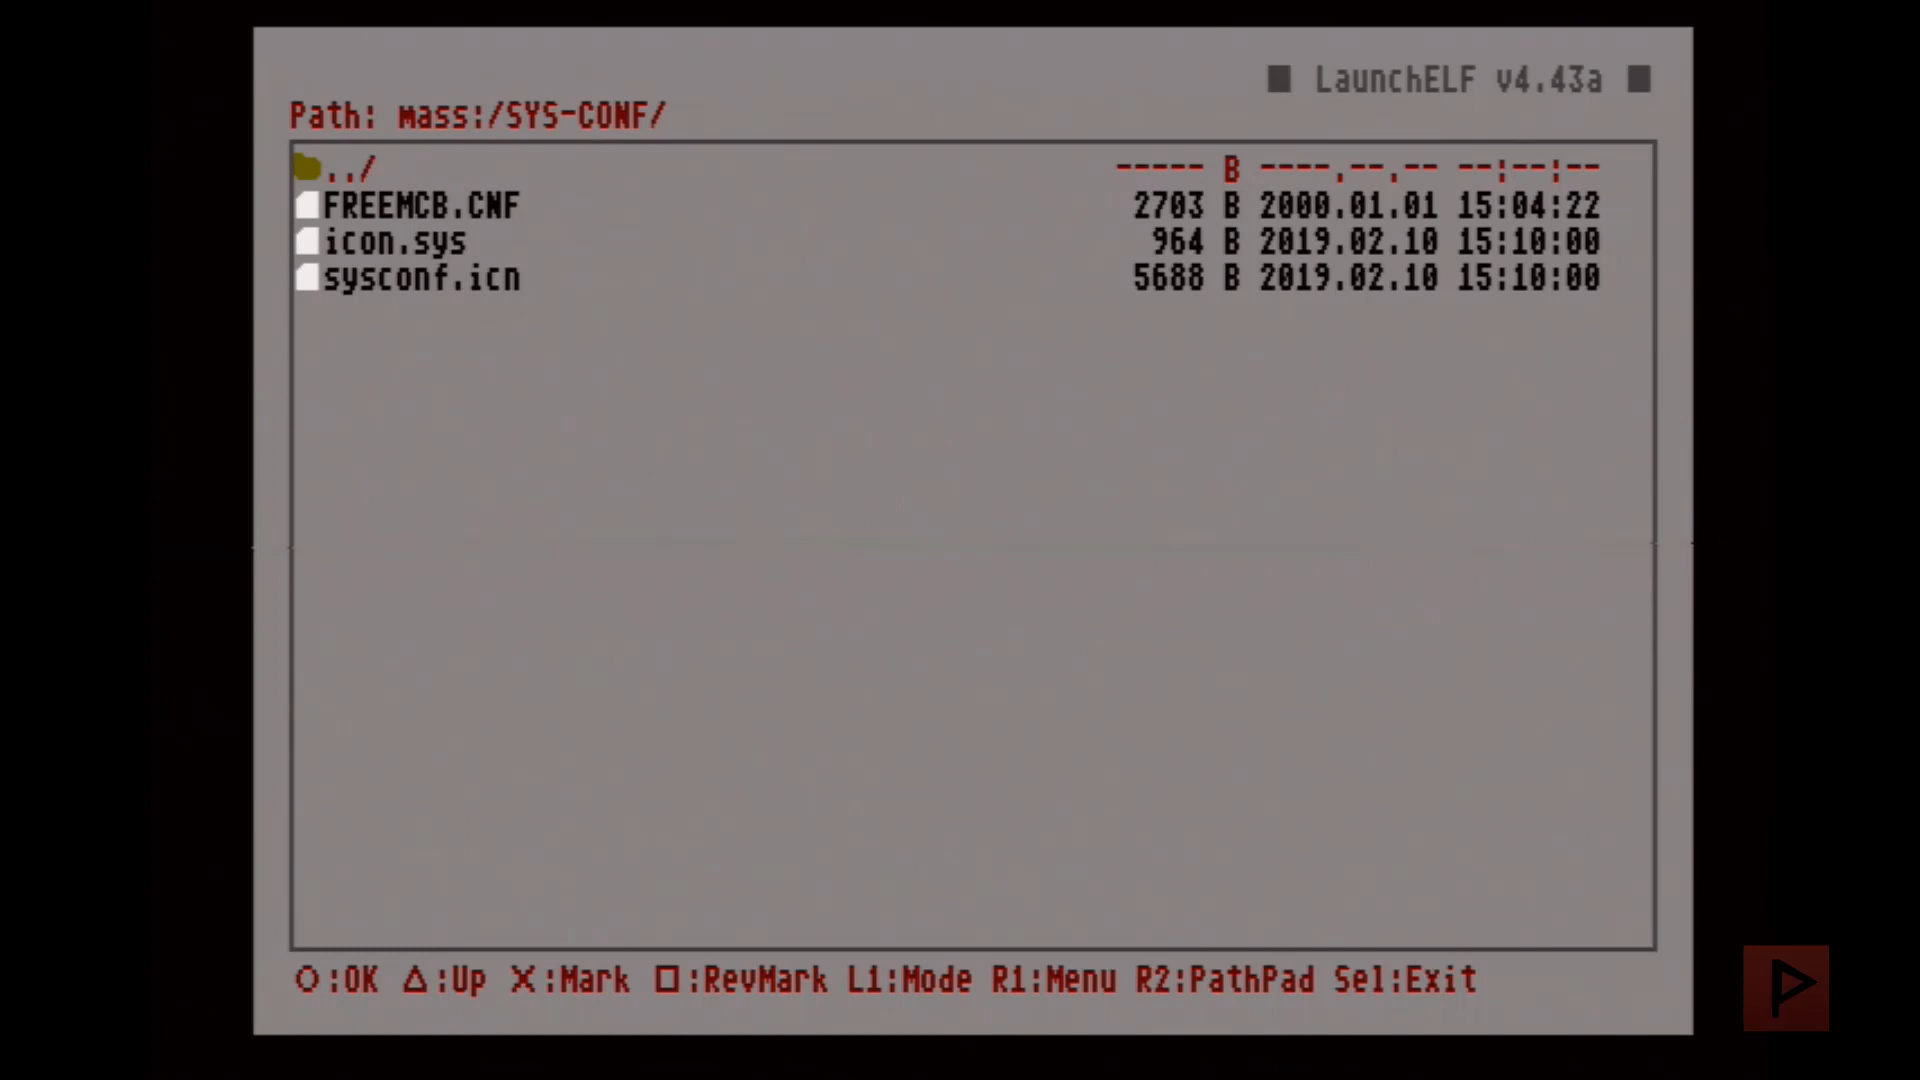 ■ LaunchELF v4.43a ■
Path: mass:/SYS-CONF/
../ ----- B ----.--.-- --:--:--
FREEMCB.CNF 2703 B 2000.01.01 15:04:22
icon.sys 964 B 2019.02.10 15:10:00
sysconf.icn 5688 B 2019.02.10 15:10:00
○:OK △:Up X:Mark □:RevMark L1:Mode R1:Menu R2:PathPad Sel:Exit